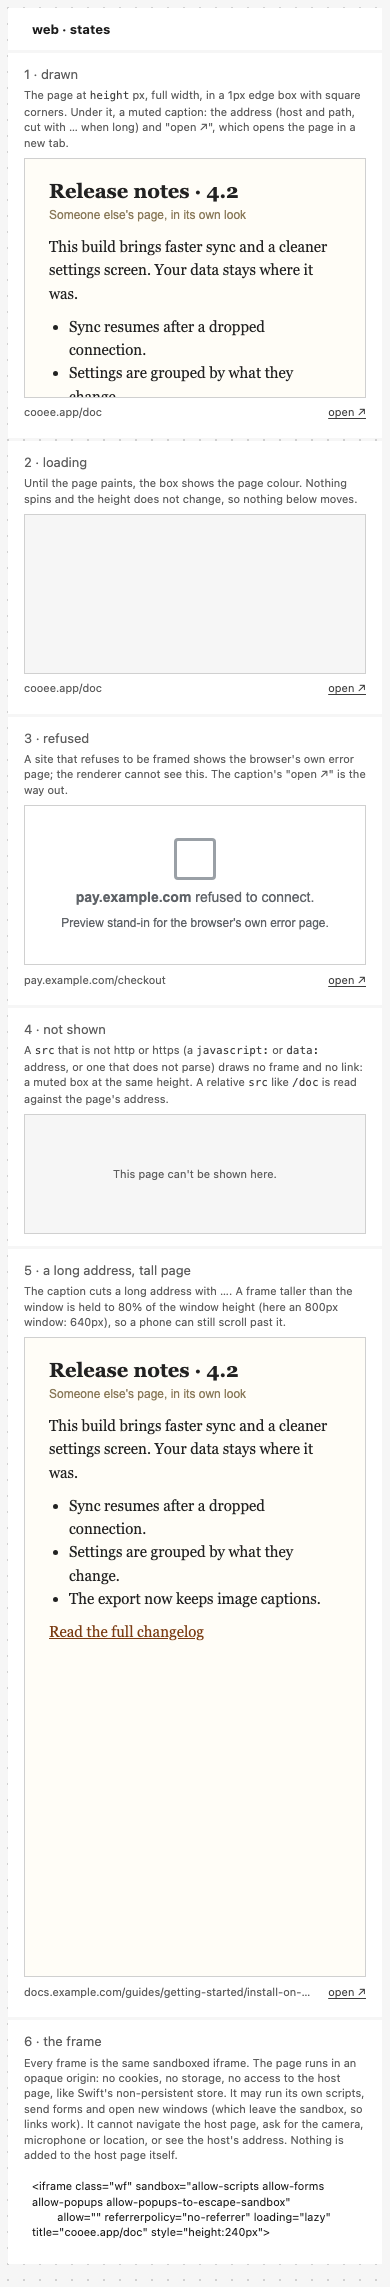 web · states
1 · drawn
The page at height px, full width, in a 1px edge box with square
corners. Under it, a muted caption: the address (host and path,
cut with … when long) and "open ↗", which opens the page in a
new tab.
Release notes · 4.2
Someone else's page, in its own look
This build brings faster sync and a cleaner
settings screen. Your data stays where it
was.
• Sync resumes after a dropped
connection.
• Settings are grouped by what they
change.
cooee.app/doc open ↗
2 · loading
Until the page paints, the box shows the page colour. Nothing
spins and the height does not change, so nothing below moves.
cooee.app/doc open ↗
3 · refused
A site that refuses to be framed shows the browser's own error
page; the renderer cannot see this. The caption's "open ↗" is the
way out.
pay.example.com refused to connect.
Preview stand-in for the browser's own error page.
pay.example.com/checkout open ↗
4 · not shown
A src that is not http or https (a javascript: or data:
address, or one that does not parse) draws no frame and no link:
a muted box at the same height. A relative src like /doc is read
against the page's address.
This page can't be shown here.
5 · a long address, tall page
The caption cuts a long address with …. A frame taller than the
window is held to 80% of the window height (here an 800px
window: 640px), so a phone can still scroll past it.
Release notes · 4.2
Someone else's page, in its own look
This build brings faster sync and a cleaner
settings screen. Your data stays where it
was.
• Sync resumes after a dropped
connection.
• Settings are grouped by what they
change.
• The export now keeps image captions.
Read the full changelog
docs.example.com/guides/getting-started/install-on-… open ↗
6 · the frame
Every frame is the same sandboxed iframe. The page runs in an
opaque origin: no cookies, no storage, no access to the host
page, like Swift's non-persistent store. It may run its own scripts,
send forms and open new windows (which leave the sandbox, so
links work). It cannot navigate the host page, ask for the camera,
microphone or location, or see the host's address. Nothing is
added to the host page itself.
<iframe class="wf" sandbox="allow-scripts allow-forms
allow-popups allow-popups-to-escape-sandbox"
allow="" referrerpolicy="no-referrer" loading="lazy"
title="cooee.app/doc" style="height:240px">